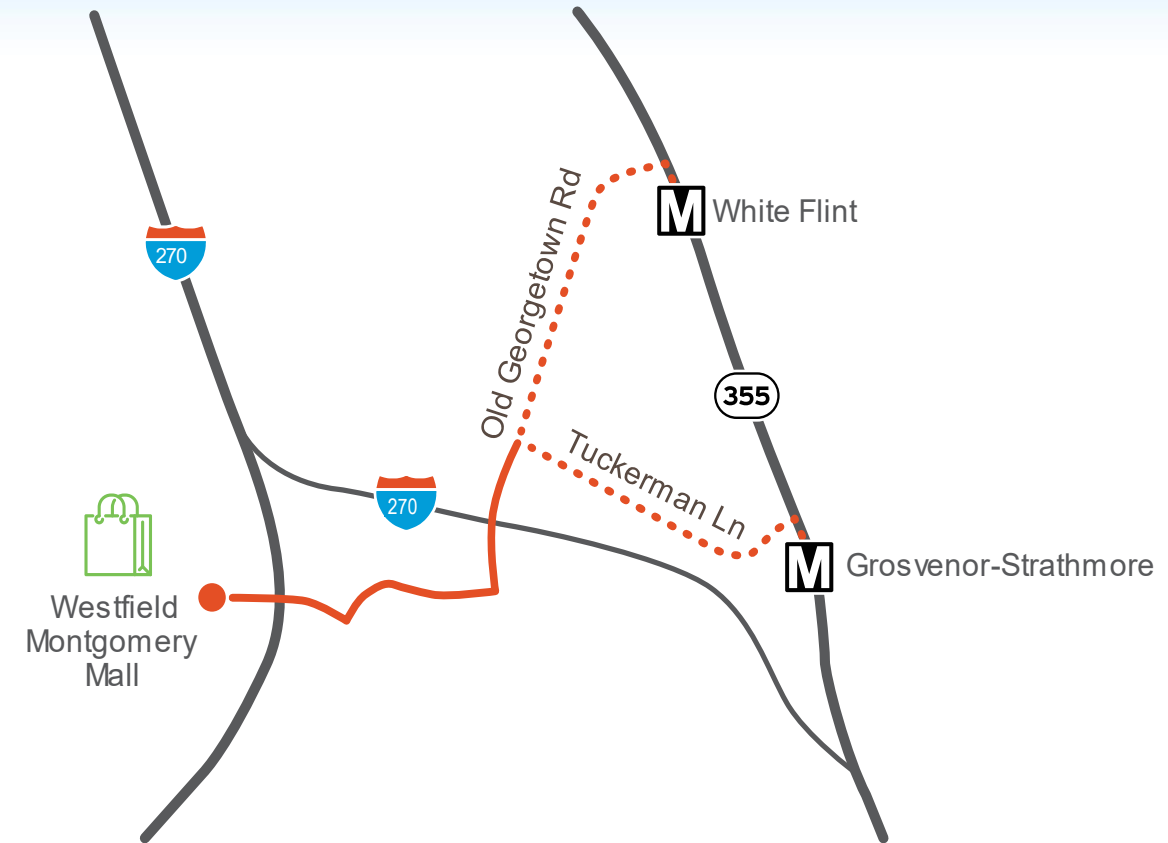 Old Georgetown Rd
M White Flint
270
355
Tuckerman Ln
270
M Grosvenor-Strathmore
Westfield
Montgomery
Mall